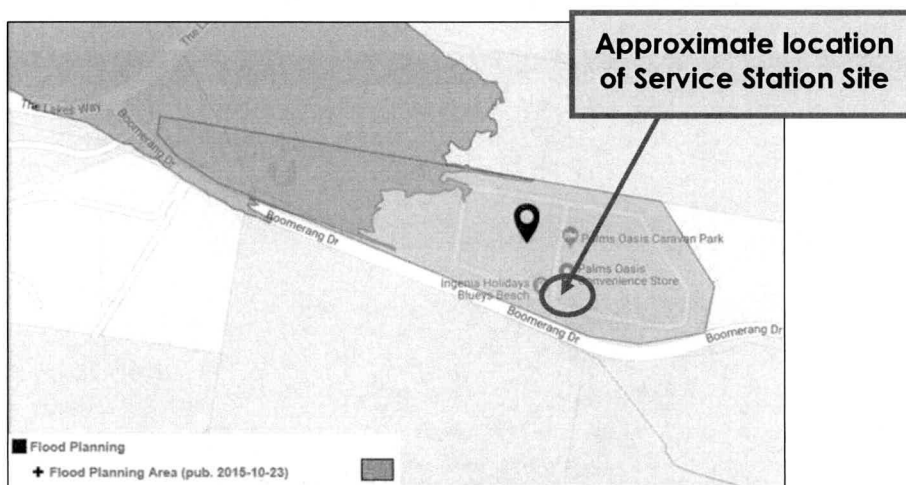 Approximate location
of Service Station Site
The Lakes Way
Boomerang Dr
Boomerang Dr
Palms Oasis Caravan Park
Palms Oasis
Convenience Store
Ingenia Holidays
Blueys Beach
Boomerang Dr
Boomerang Dr
Flood Planning
+ Flood Planning Area (pub. 2015-10-23)